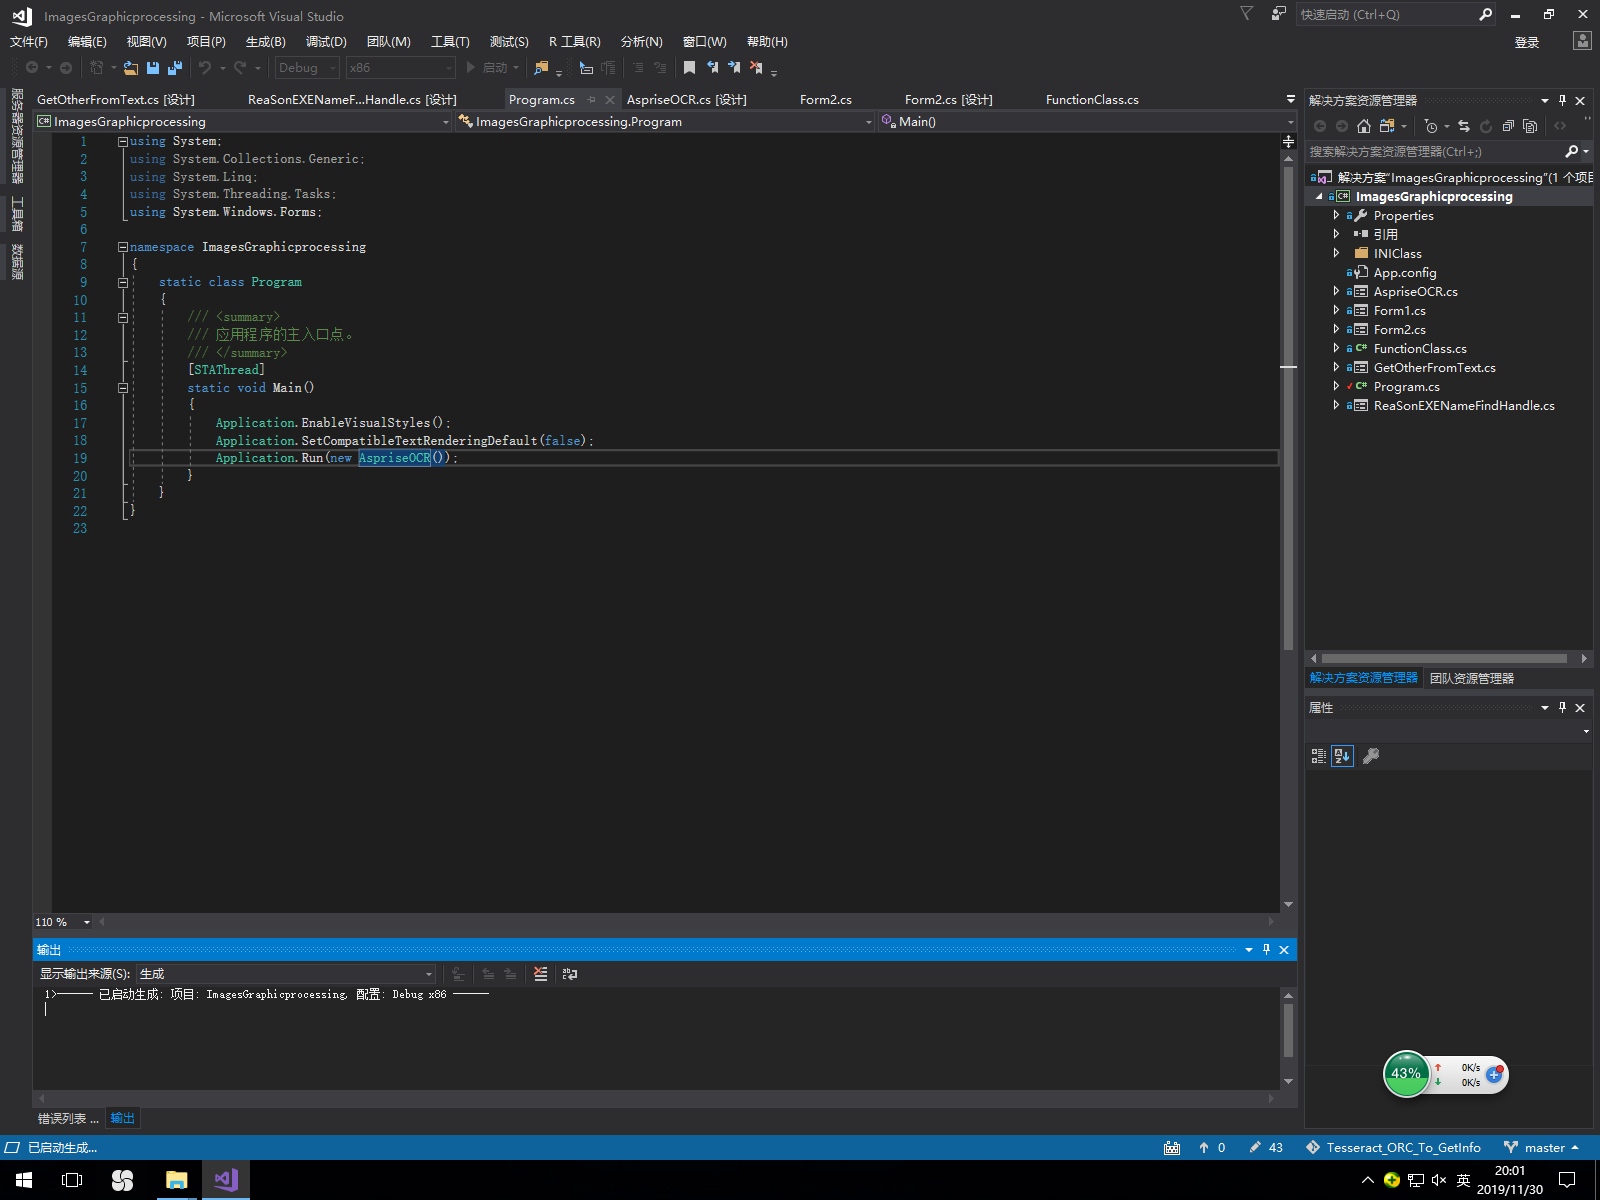 ImagesGraphicprocessing - Microsoft Visual Studio
快速启动 (Ctrl+Q)
文件(F) 编辑(E) 视图(V) 项目(P) 生成(B) 调试(D) 团队(M) 工具(T) 测试(S) R 工具(R) 分析(N) 窗口(W) 帮助(H)
登录
Debug x86 启动
服务器资源管理器
工具箱
数据源
GetOtherFromText.cs [设计] ReaSonEXENameF...Handle.cs [设计] Program.cs AspriseOCR.cs [设计] Form2.cs Form2.cs [设计] FunctionClass.cs
ImagesGraphicprocessing ImagesGraphicprocessing.Program Main()
1 using System;
2 using System.Collections.Generic;
3 using System.Linq;
4 using System.Threading.Tasks;
5 using System.Windows.Forms;
6
7 namespace ImagesGraphicprocessing
8 {
9 static class Program
10 {
11 /// <summary>
12 /// 应用程序的主入口点。
13 /// </summary>
14 [STAThread]
15 static void Main()
16 {
17 Application.EnableVisualStyles();
18 Application.SetCompatibleTextRenderingDefault(false);
19 Application.Run(new AspriseOCR());
20 }
21 }
22 }
23
110 %
输出
显示输出来源(S): 生成
1>------ 已启动生成: 项目: ImagesGraphicprocessing, 配置: Debug x86 ------
错误列表 ... 输出
解决方案资源管理器
搜索解决方案资源管理器(Ctrl+;)
解决方案"ImagesGraphicprocessing"(1 个项目
ImagesGraphicprocessing
Properties
引用
INIClass
App.config
AspriseOCR.cs
Form1.cs
Form2.cs
FunctionClass.cs
GetOtherFromText.cs
Program.cs
ReaSonEXENameFindHandle.cs
解决方案资源管理器 团队资源管理器
属性
43% 0K/s
0K/s
已启动生成... 0 43 Tesseract_ORC_To_GetInfo master
英 20:01
2019/11/30